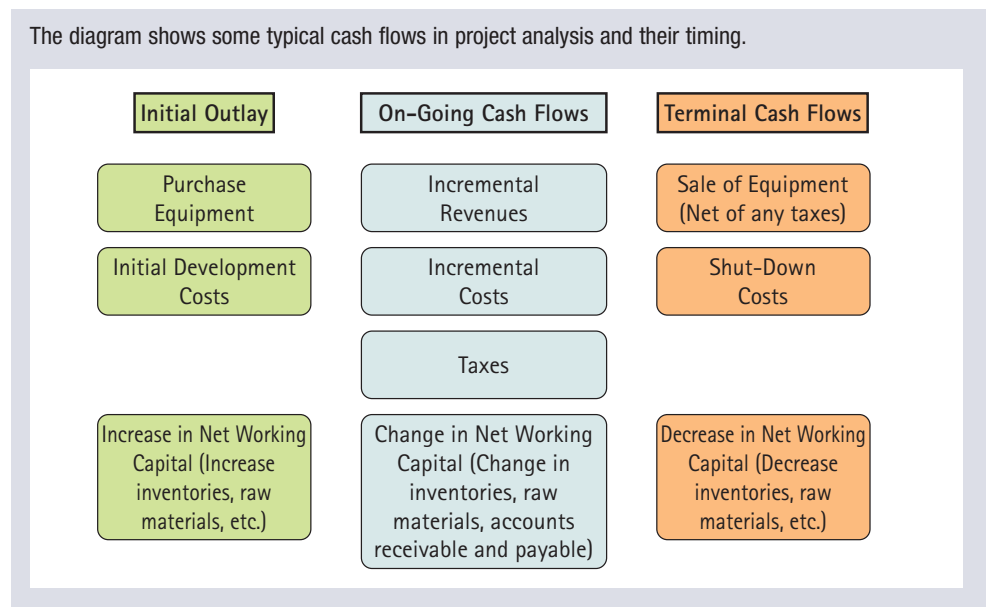 The diagram shows some typical cash flows in project analysis and their timing.
Initial Outlay
On-Going Cash Flows
Terminal Cash Flows
Purchase
Equipment
Incremental
Revenues
Sale of Equipment
(Net of any taxes)
Initial Development
Costs
Incremental
Costs
Shut-Down
Costs
Taxes
Increase in Net Working
Capital (Increase
inventories, raw
materials, etc.)
Change in Net Working
Capital (Change in
inventories, raw
materials, accounts
receivable and payable)
Decrease in Net Working
Capital (Decrease
inventories, raw
materials, etc.)